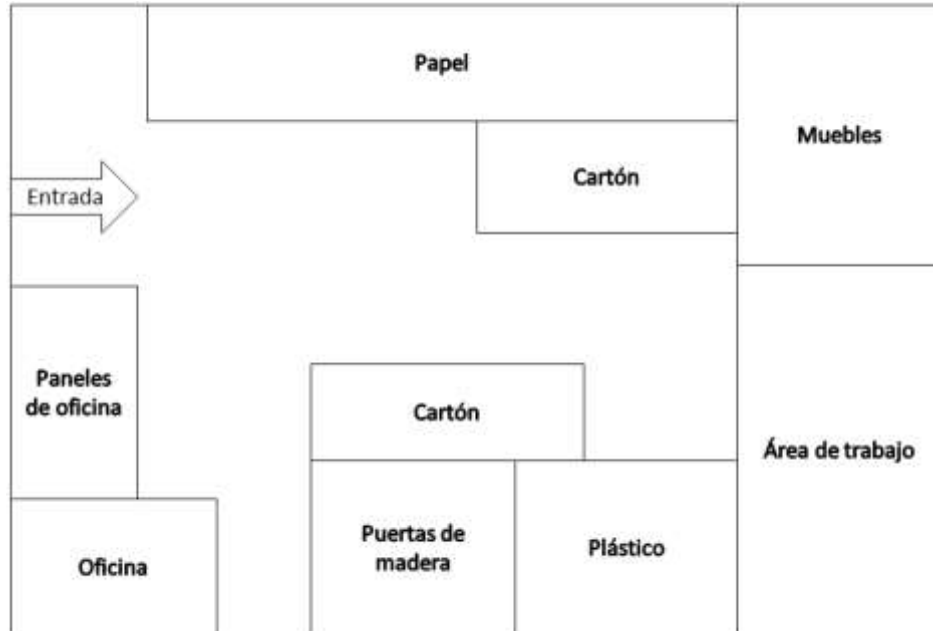 Papel
Muebles
Cartón
Entrada
Paneles
de oficina
Cartón
Área de trabajo
Puertas de
madera
Plástico
Oficina